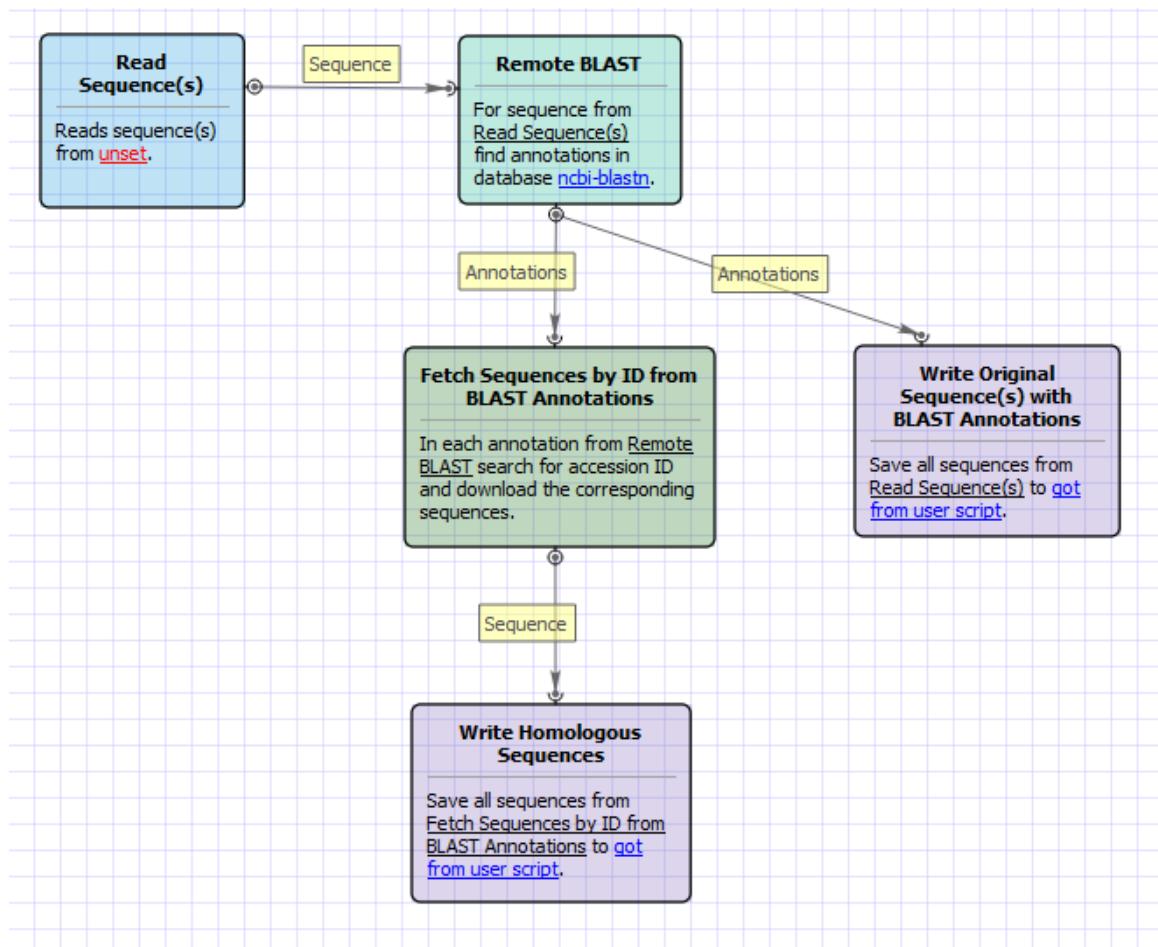 Read
Sequence(s)
Reads sequence(s)
from unset.
Sequence
Remote BLAST
For sequence from
Read Sequence(s)
find annotations in
database ncbi-blastn.
Annotations
Annotations
Fetch Sequences by ID from
BLAST Annotations
In each annotation from Remote
BLAST search for accession ID
and download the corresponding
sequences.
Write Original
Sequence(s) with
BLAST Annotations
Save all sequences from
Read Sequence(s) to got
from user script.
Sequence
Write Homologous
Sequences
Save all sequences from
Fetch Sequences by ID from
BLAST Annotations to got
from user script.